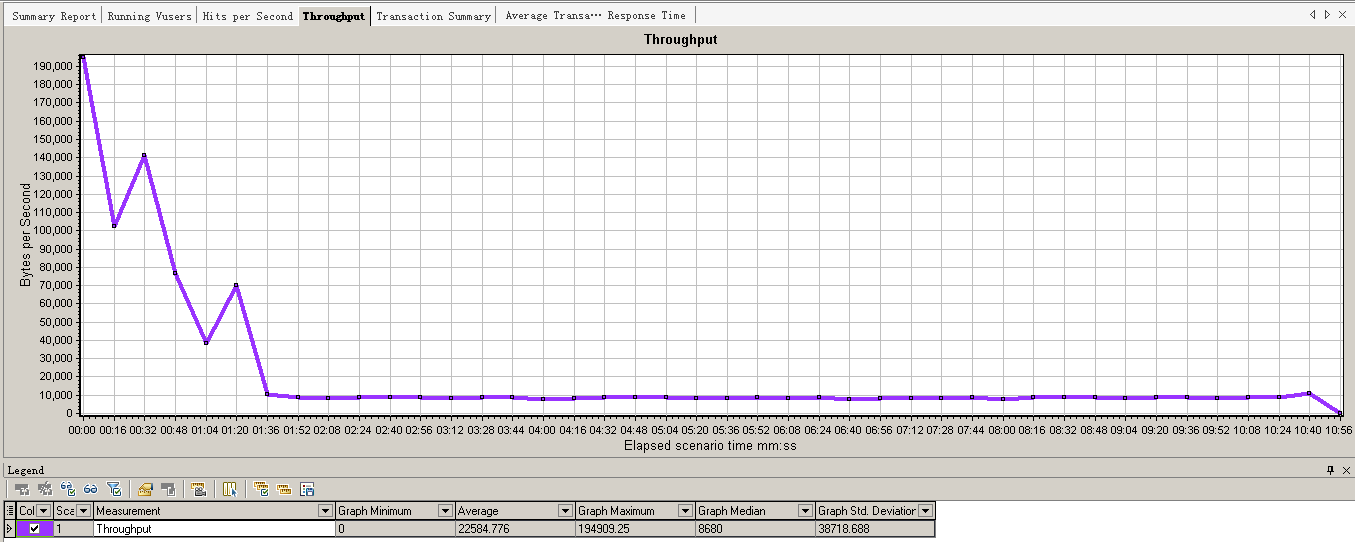 Summary Report Running Vusers Hits per Second Throughput Transaction Summary Average Transa··· Response Time
Throughput
Bytes per Second
190,000
180,000
170,000
160,000
150,000
140,000
130,000
120,000
110,000
100,000
90,000
80,000
70,000
60,000
50,000
40,000
30,000
20,000
10,000
0
00:00 00:16 00:32 00:48 01:04 01:20 01:36 01:52 02:08 02:24 02:40 02:56 03:12 03:28 03:44 04:00 04:16 04:32 04:48 05:04 05:20 05:36 05:52 06:08 06:24 06:40 06:56 07:12 07:28 07:44 08:00 08:16 08:32 08:48 09:04 09:20 09:36 09:52 10:08 10:24 10:40 10:56
Elapsed scenario time mm:ss
Legend
Col Sca Measurement Graph Minimum Average Graph Maximum Graph Median Graph Std. Deviation
1 Throughput 0 22584.776 194909.25 8680 38718.688